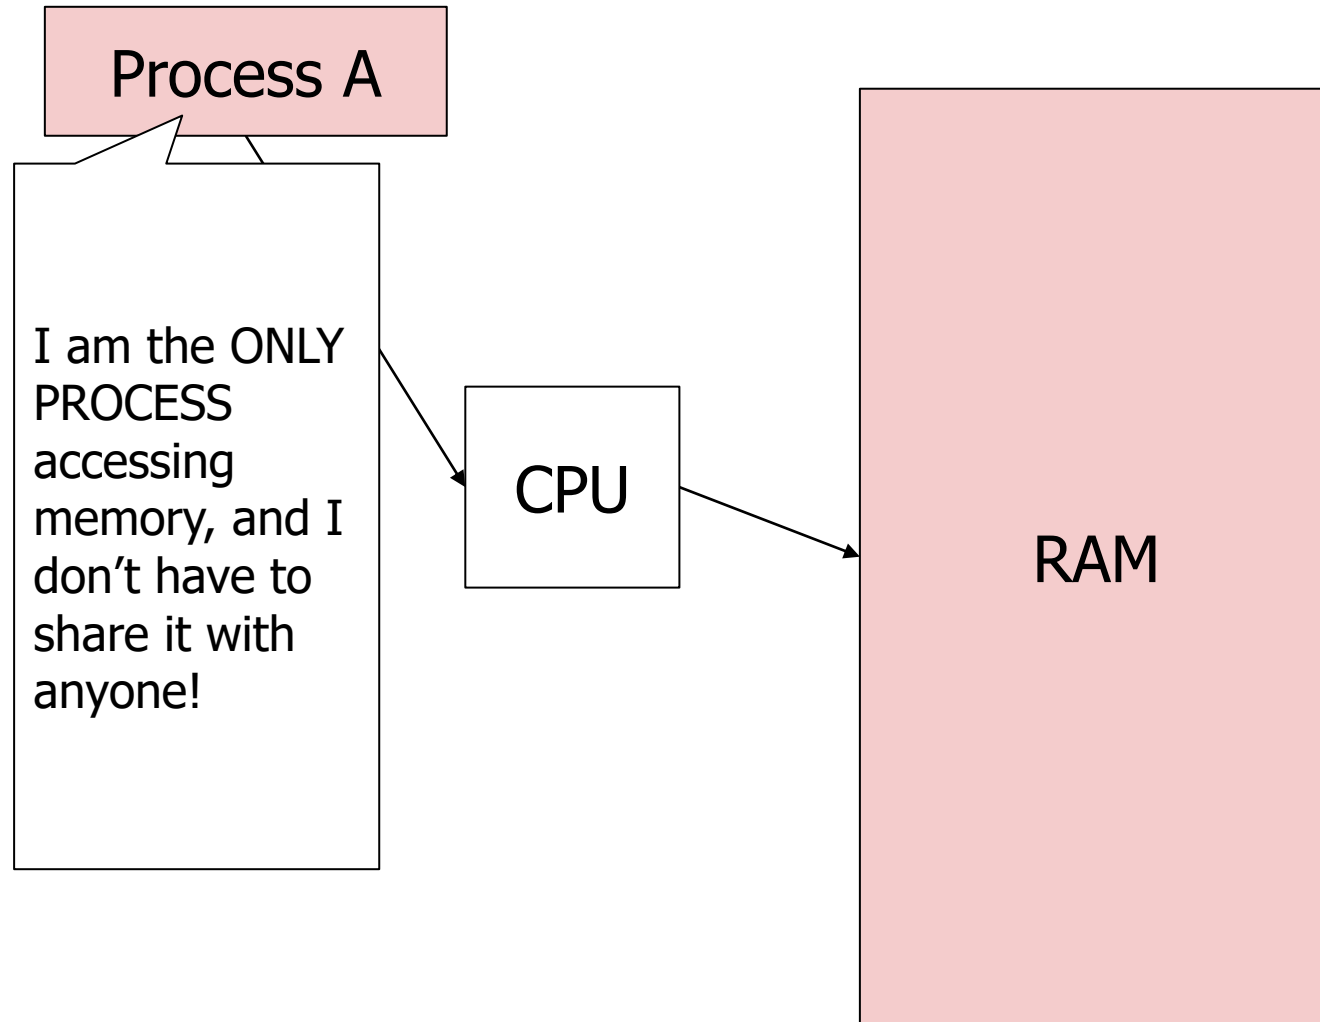 Process A
I am the ONLY
PROCESS
accessing
memory, and I
don’t have to
share it with
anyone!
CPU
RAM